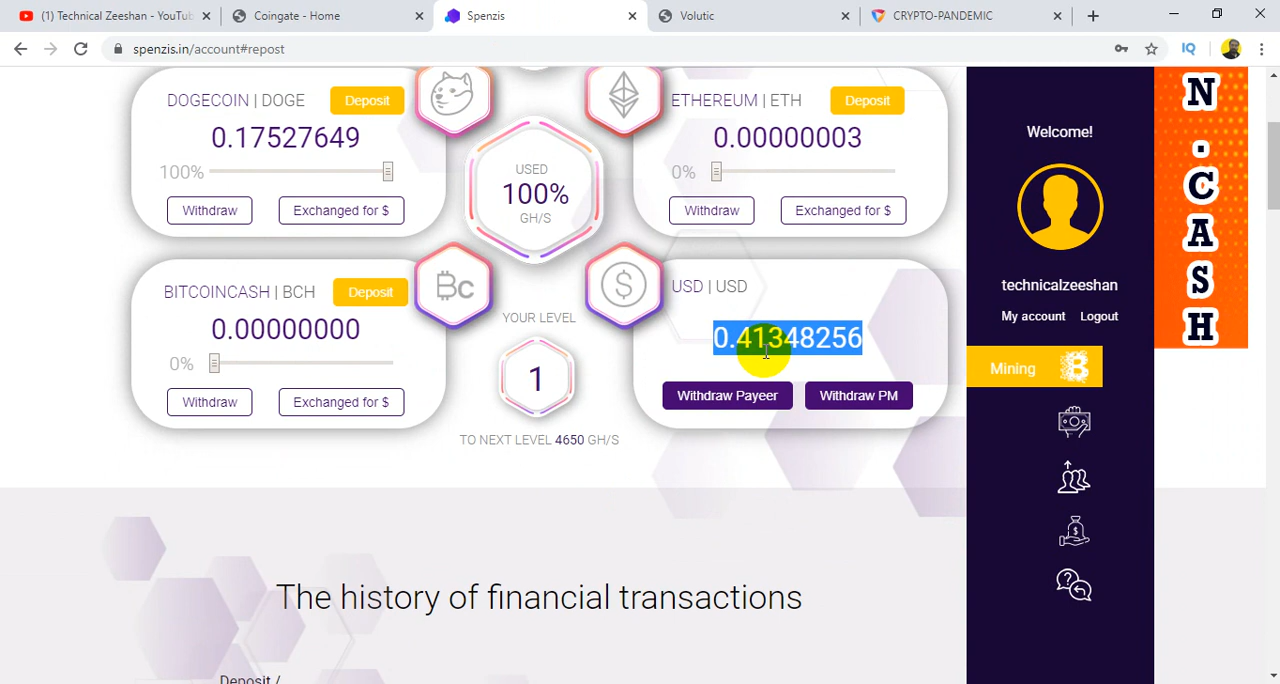 (1) Technical Zeeshan - YouTu
Coingate - Home
Spenzis
Volutic
CRYPTO-PANDEMIC
spenzis.in/account#repost
IQ
DOGECOIN | DOGE
Deposit
0.17527649
100%
Withdraw
Exchanged for $
ETHEREUM | ETH
Deposit
0.00000003
0%
Withdraw
Exchanged for $
USED
100%
GH/S
BITCOINCASH | BCH
Deposit
0.00000000
0%
Withdraw
Exchanged for $
Bc
YOUR LEVEL
1
TO NEXT LEVEL 4650 GH/S
$
USD | USD
0.41348256
Withdraw Payeer
Withdraw PM
The history of financial transactions
Deposit /
Welcome!
technicalzeeshan
My account
Logout
Mining
N.CASH